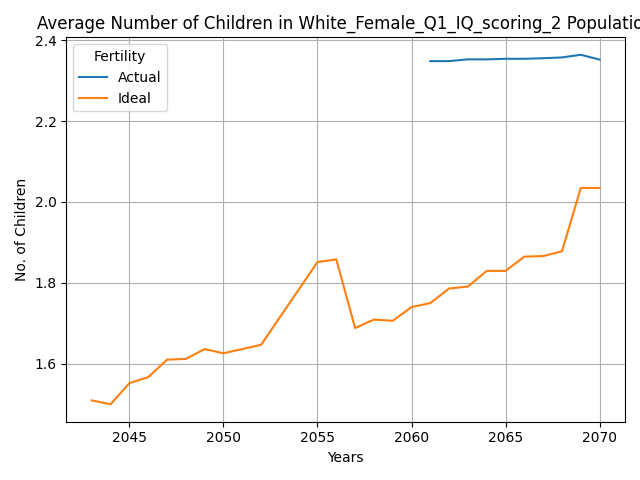 Average Number of Children in White_Female_Q1_IQ_scoring_2 Populatio
Fertility
Actual
Ideal
No. of Children
2.4
2.2
2.0
1.8
1.6
2045 2050 2055 2060 2065 2070
Years